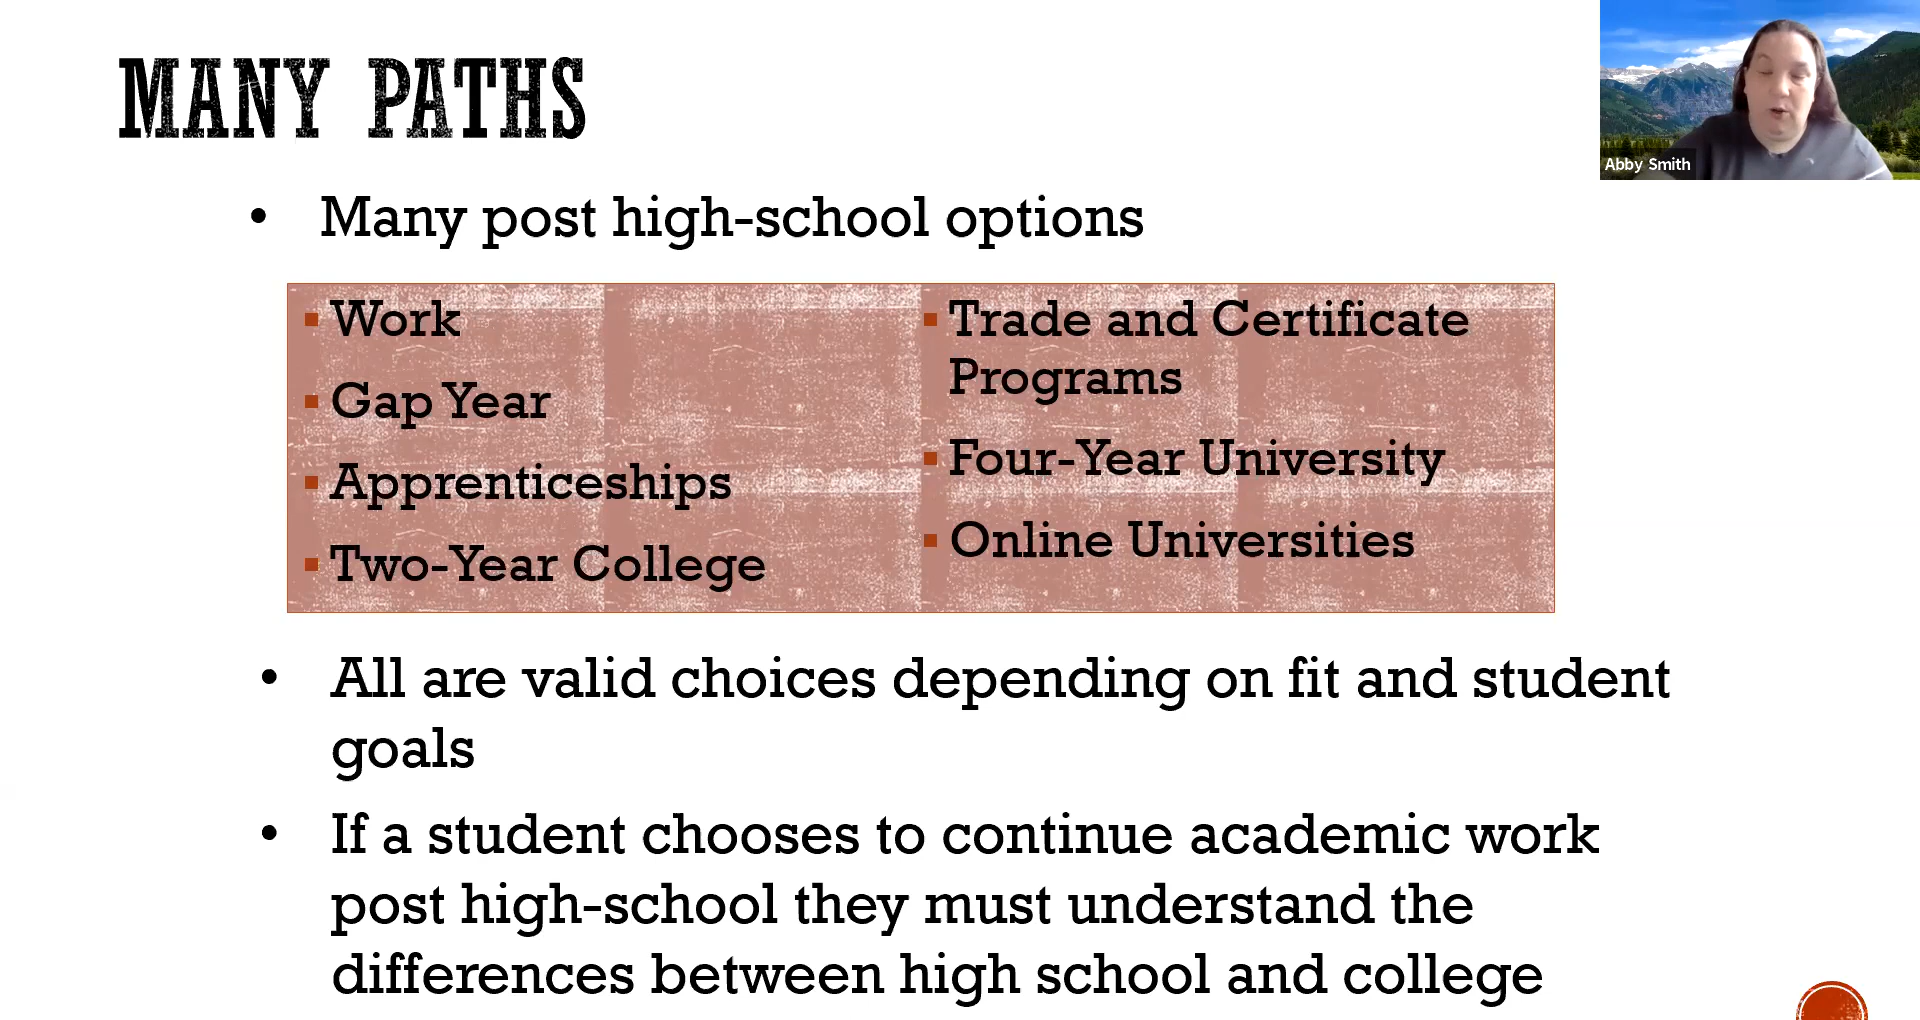 MANY PATHS
Abby Smith
• Many post high-school options
▪ Work
▪ Gap Year
▪ Apprenticeships
▪ Two-Year College
▪ Trade and Certificate
Programs
▪ Four-Year University
▪ Online Universities
• All are valid choices depending on fit and student
goals
• If a student chooses to continue academic work
post high-school they must understand the
differences between high school and college